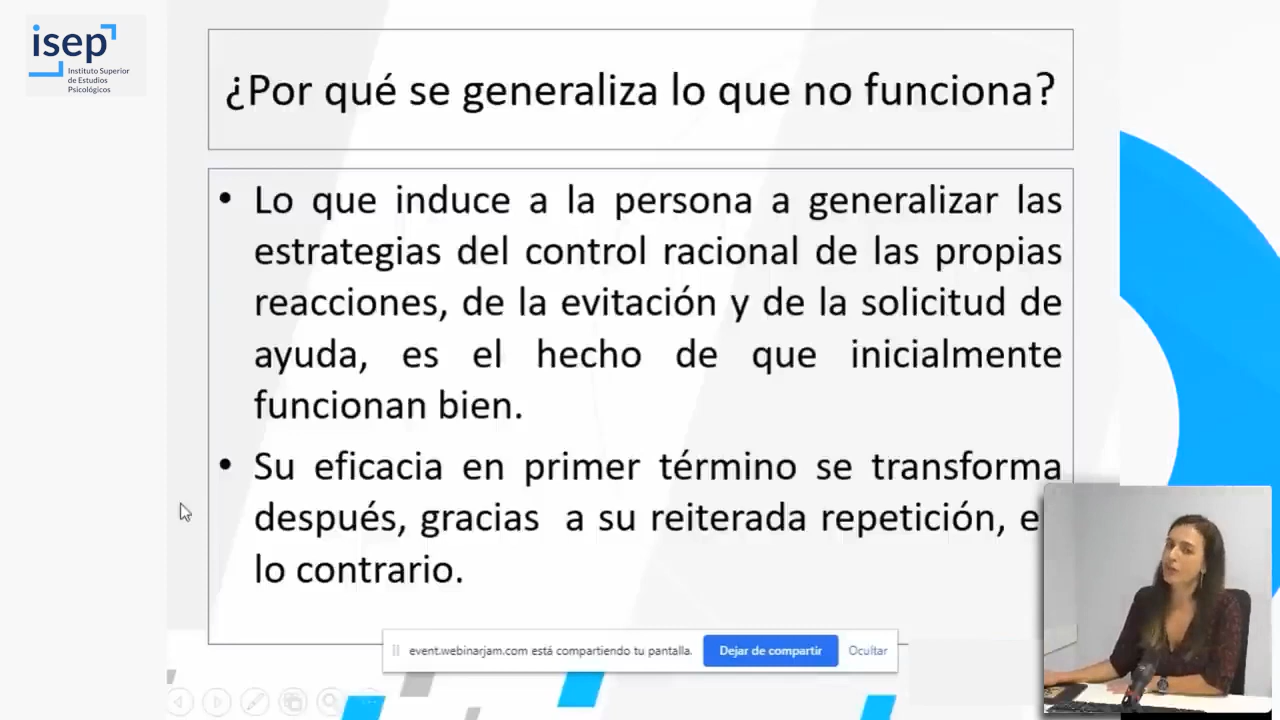 isep
Instituto Superior
de Estudios
Psicológicos
¿Por qué se generaliza lo que no funciona?
• Lo que induce a la persona a generalizar las
estrategias del control racional de las propias
reacciones, de la evitación y de la solicitud de
ayuda, es el hecho de que inicialmente
funcionan bien.
• Su eficacia en primer término se transforma
después, gracias a su reiterada repetición, e
lo contrario.
event.webinarjam.com está compartiendo tu pantalla.
Dejar de compartir
Ocultar